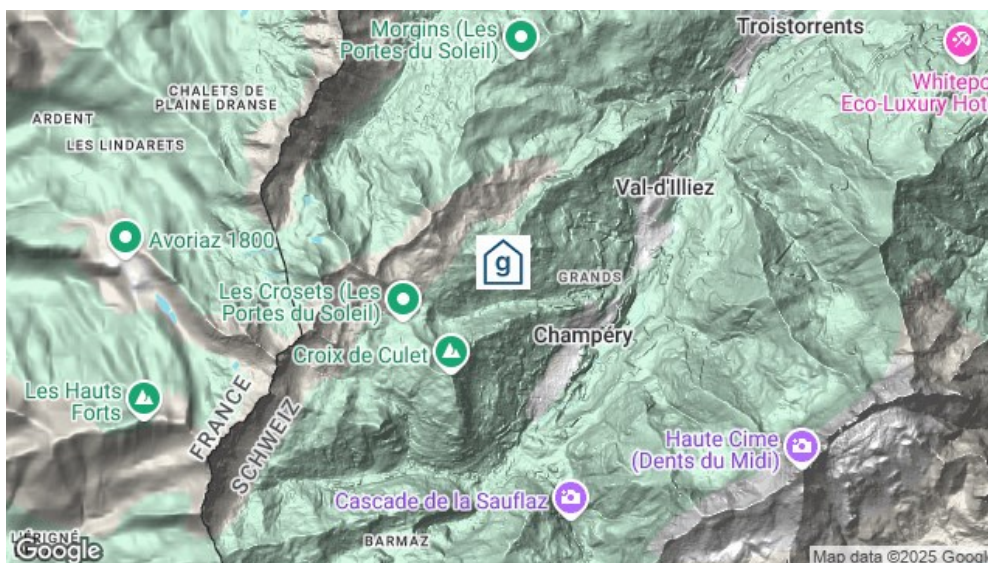 Morgins (Les
Portes du Soleil)
Troistorrents
Whitepo
Eco-Luxury Hot
CHALETS DE
PLAINE DRANSE
ARDENT
LES LINDARETS
Val-d'Illiez
Avoriaz 1800
g
GRANDS
Les Crosets (Les
Portes du Soleil)
Champéry
Croix de Culet
Les Hauts
Forts
FRANCE
SCHWEIZ
Haute Cime
(Dents du Midi)
Cascade de la Sauflaz
BARMAZ
Google
Map data ©2025 Google